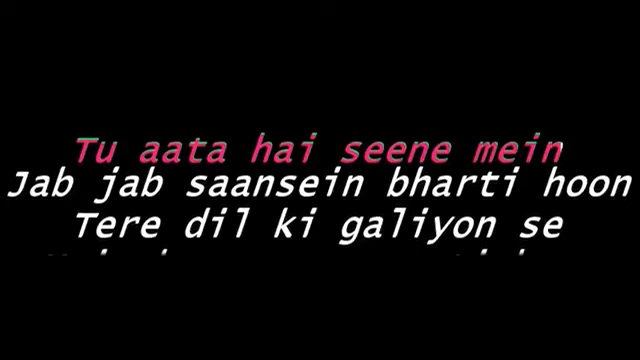 Tu aata hai seene mein
Jab jab saansein bharti hoon
Tere dil ki galiyon se